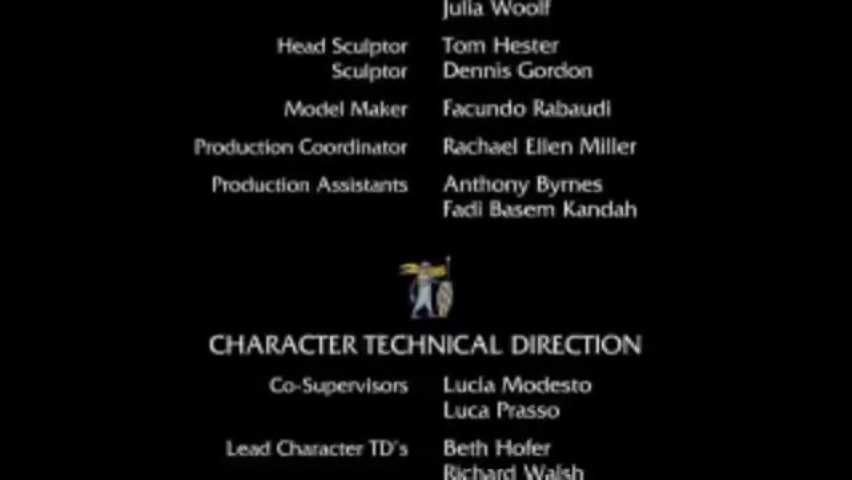 Julia Woolf
Head Sculptor Tom Hester
Sculptor Dennis Gordon
Model Maker Facundo Rabaudi
Production Coordinator Rachael Ellen Miller
Production Assistants Anthony Byrnes
Fadi Basem Kandah
CHARACTER TECHNICAL DIRECTION
Co-Supervisors Lucia Modesto
Luca Prasso
Lead Character TD's Beth Hofer
Richard Walsh